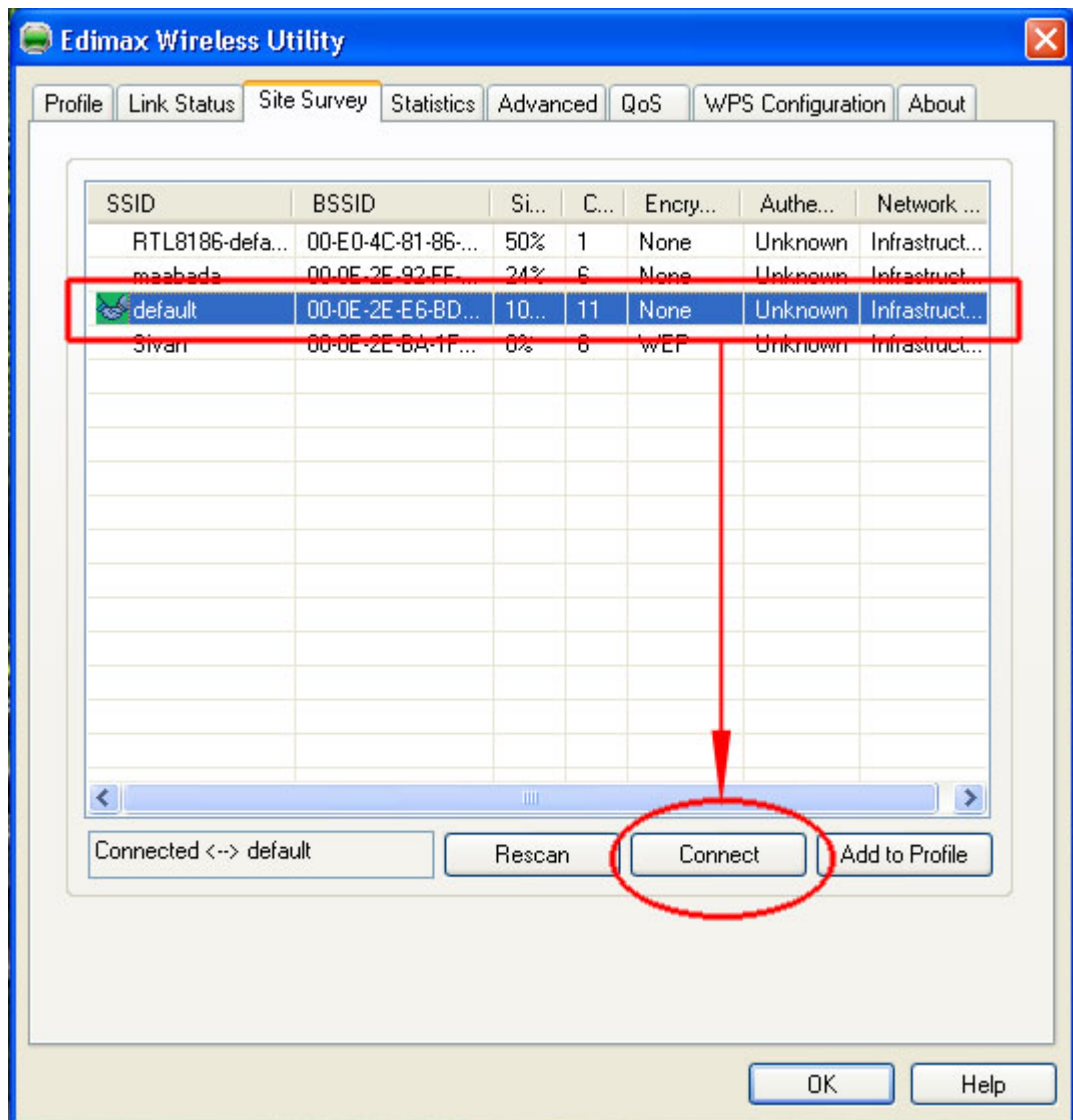 Edimax Wireless Utility
Profile Link Status Site Survey Statistics Advanced QoS WPS Configuration About
SSID BSSID Si... C... Encry... Authe... Network ...
RTL8186-defa... 00-E0-4C-81-86-... 50% 1 None Unknown Infrastruct...
maabada 00-0E-2E-92-FF-... 24% 6 None Unknown Infrastruct...
default 00-0E-2E-E6-BD... 10... 11 None Unknown Infrastruct...
Sivan 00-0E-2E-BA-1F... 0% 8 WEP Unknown Infrastruct...
Connected <--> default Rescan Connect Add to Profile
OK Help